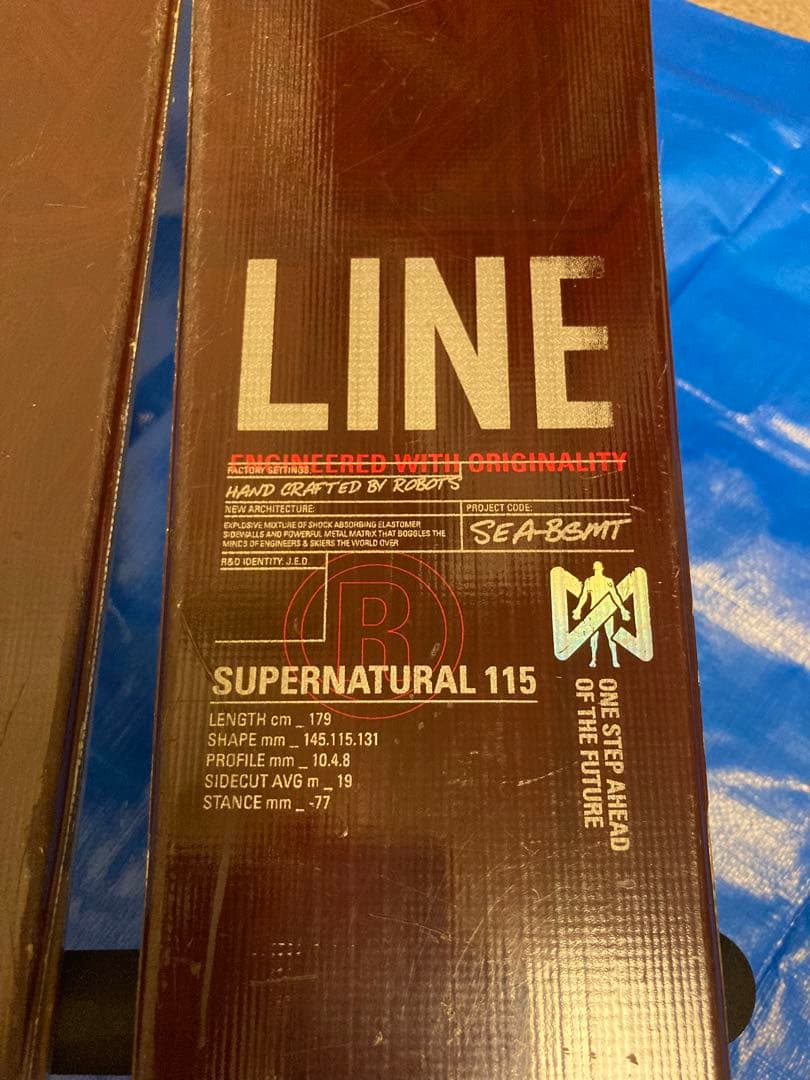 LINE
ENGINEERED WITH ORIGINALITY
FACTORY SETTINGS:
HAND CRAFTED BY ROBOTS
NEW ARCHITECTURE:
EXPLOSIVE MIXTURE OF SHOCK ABSORBING ELASTOMER
SIDEWALLS AND POWERFUL METAL MATRIX THAT BOGGLES THE
MINDS OF ENGINEERS & SKIERS THE WORLD OVER
PROJECT CODE:
SEA-BSMT
R&D IDENTITY: J.E.D
R
SUPERNATURAL 115
LENGTH cm _ 179
SHAPE mm _ 145.115.131
PROFILE mm _ 10.4.8
SIDECUT AVG m _ 19
STANCE mm _ -77
ONE STEP AHEAD
OF THE FUTURE